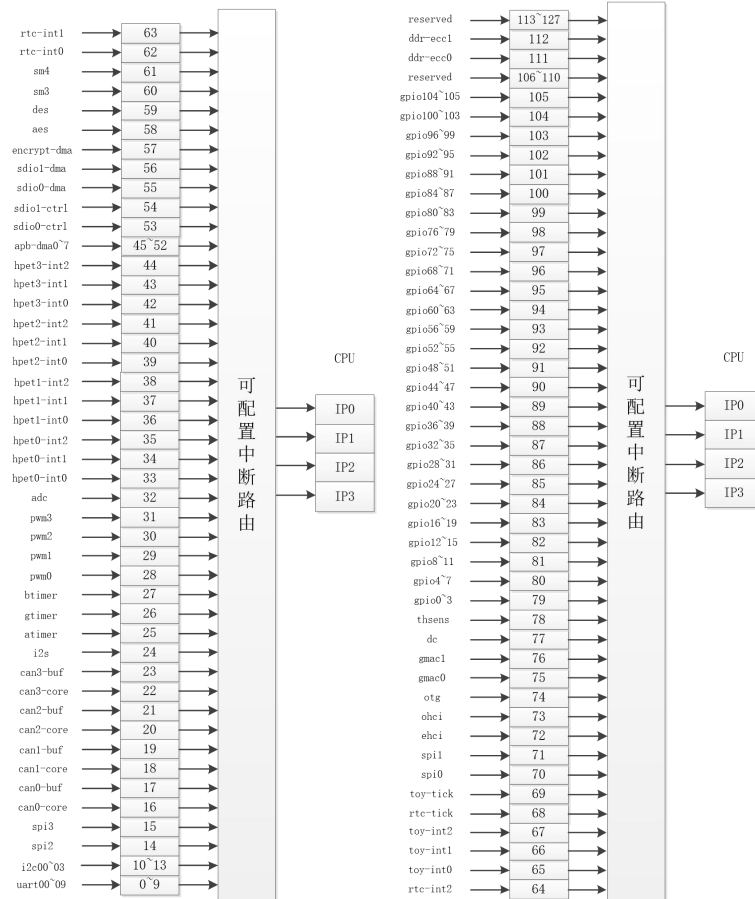 rtc-int1 63
rtc-int0 62
sm4 61
sm3 60
des 59
aes 58
encrypt-dma 57
sdio1-dma 56
sdio0-dma 55
sdio1-ctrl 54
sdio0-ctrl 53
apb-dma0~7 45~52
hpet3-int2 44
hpet3-int1 43
hpet3-int0 42
hpet2-int2 41
hpet2-int1 40
hpet2-int0 39
hpet1-int2 38
hpet1-int1 37
hpet1-int0 36
hpet0-int2 35
hpet0-int1 34
hpet0-int0 33
adc 32
pwm3 31
pwm2 30
pwm1 29
pwm0 28
btimer 27
gtimer 26
atimer 25
i2s 24
can3-buf 23
can3-core 22
can2-buf 21
can2-core 20
can1-buf 19
can1-core 18
can0-buf 17
can0-core 16
spi3 15
spi2 14
i2c00~03 10~13
uart00~09 0~9
可配置中断路由
CPU
IP0
IP1
IP2
IP3
reserved 113~127
ddr-ecc1 112
ddr-ecc0 111
reserved 106~110
gpio104~105 105
gpio100~103 104
gpio96~99 103
gpio92~95 102
gpio88~91 101
gpio84~87 100
gpio80~83 99
gpio76~79 98
gpio72~75 97
gpio68~71 96
gpio64~67 95
gpio60~63 94
gpio56~59 93
gpio52~55 92
gpio48~51 91
gpio44~47 90
gpio40~43 89
gpio36~39 88
gpio32~35 87
gpio28~31 86
gpio24~27 85
gpio20~23 84
gpio16~19 83
gpio12~15 82
gpio8~11 81
gpio4~7 80
gpio0~3 79
thsens 78
dc 77
gmac1 76
gmac0 75
otg 74
ohci 73
ehci 72
spi1 71
spi0 70
toy-tick 69
rtc-tick 68
toy-int2 67
toy-int1 66
toy-int0 65
rtc-int2 64
可配置中断路由
CPU
IP0
IP1
IP2
IP3